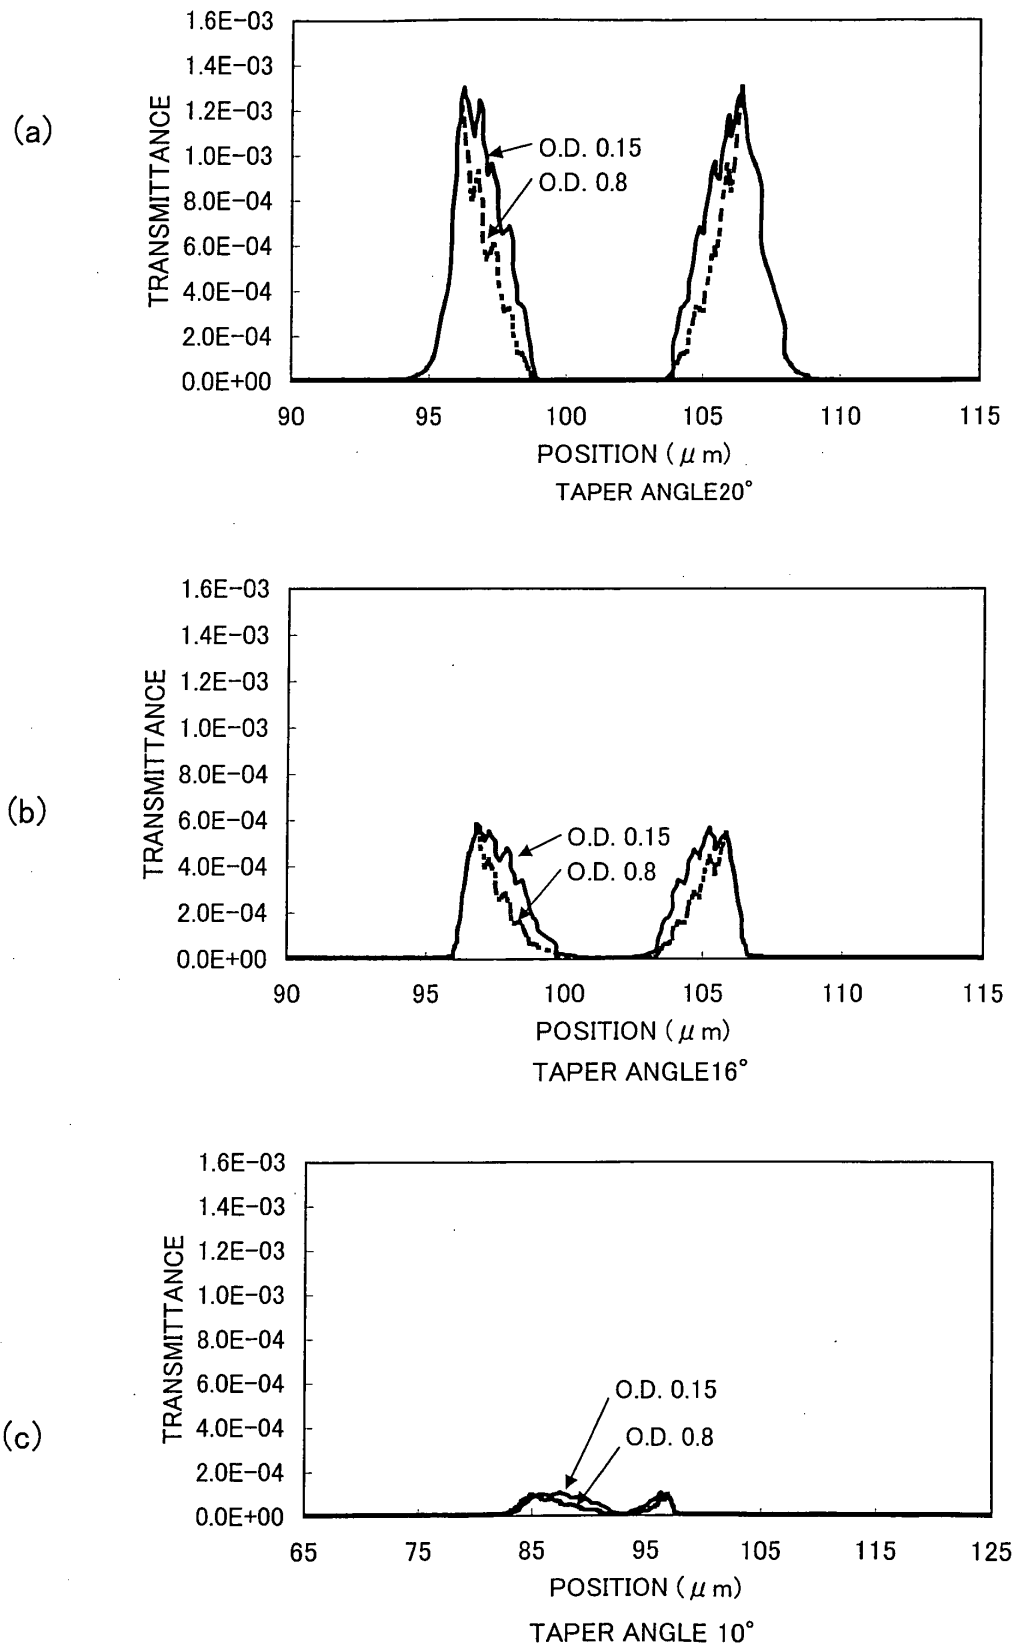 (a)
TRANSMITTANCE
1.6E-03
1.4E-03
1.2E-03
1.0E-03
8.0E-04
6.0E-04
4.0E-04
2.0E-04
0.0E+00
O.D. 0.15
O.D. 0.8
90 95 100 105 110 115
POSITION (μm)
TAPER ANGLE20°
(b)
TRANSMITTANCE
1.6E-03
1.4E-03
1.2E-03
1.0E-03
8.0E-04
6.0E-04
4.0E-04
2.0E-04
0.0E+00
O.D. 0.15
O.D. 0.8
90 95 100 105 110 115
POSITION (μm)
TAPER ANGLE16°
(c)
TRANSMITTANCE
1.6E-03
1.4E-03
1.2E-03
1.0E-03
8.0E-04
6.0E-04
4.0E-04
2.0E-04
0.0E+00
O.D. 0.15
O.D. 0.8
65 75 85 95 105 115 125
POSITION (μm)
TAPER ANGLE 10°